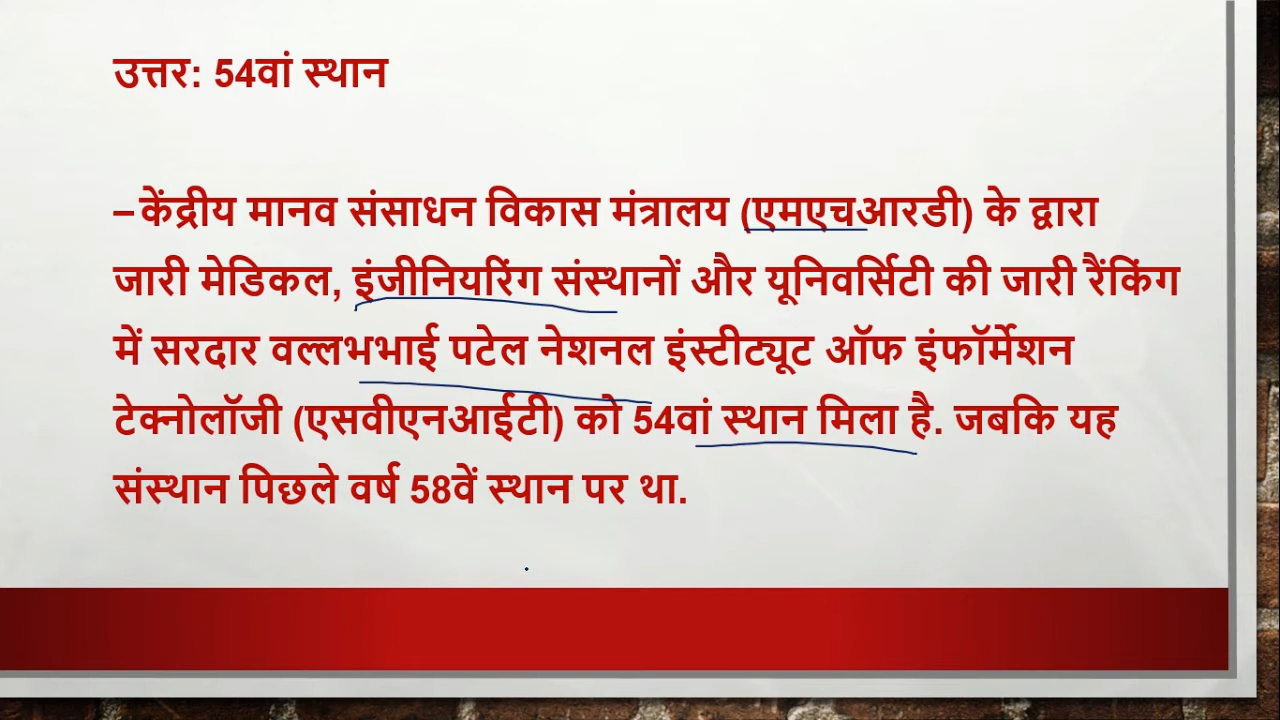 उत्तर: 54वां स्थान
– केंद्रीय मानव संसाधन विकास मंत्रालय (एमएचआरडी) के द्वारा
जारी मेडिकल, इंजीनियरिंग संस्थानों और यूनिवर्सिटी की जारी रैंकिंग
में सरदार वल्लभभाई पटेल नेशनल इंस्टीट्यूट ऑफ इंफॉर्मेशन
टेक्नोलॉजी (एसवीएनआईटी) को 54वां स्थान मिला है. जबकि यह
संस्थान पिछले वर्ष 58वें स्थान पर था.